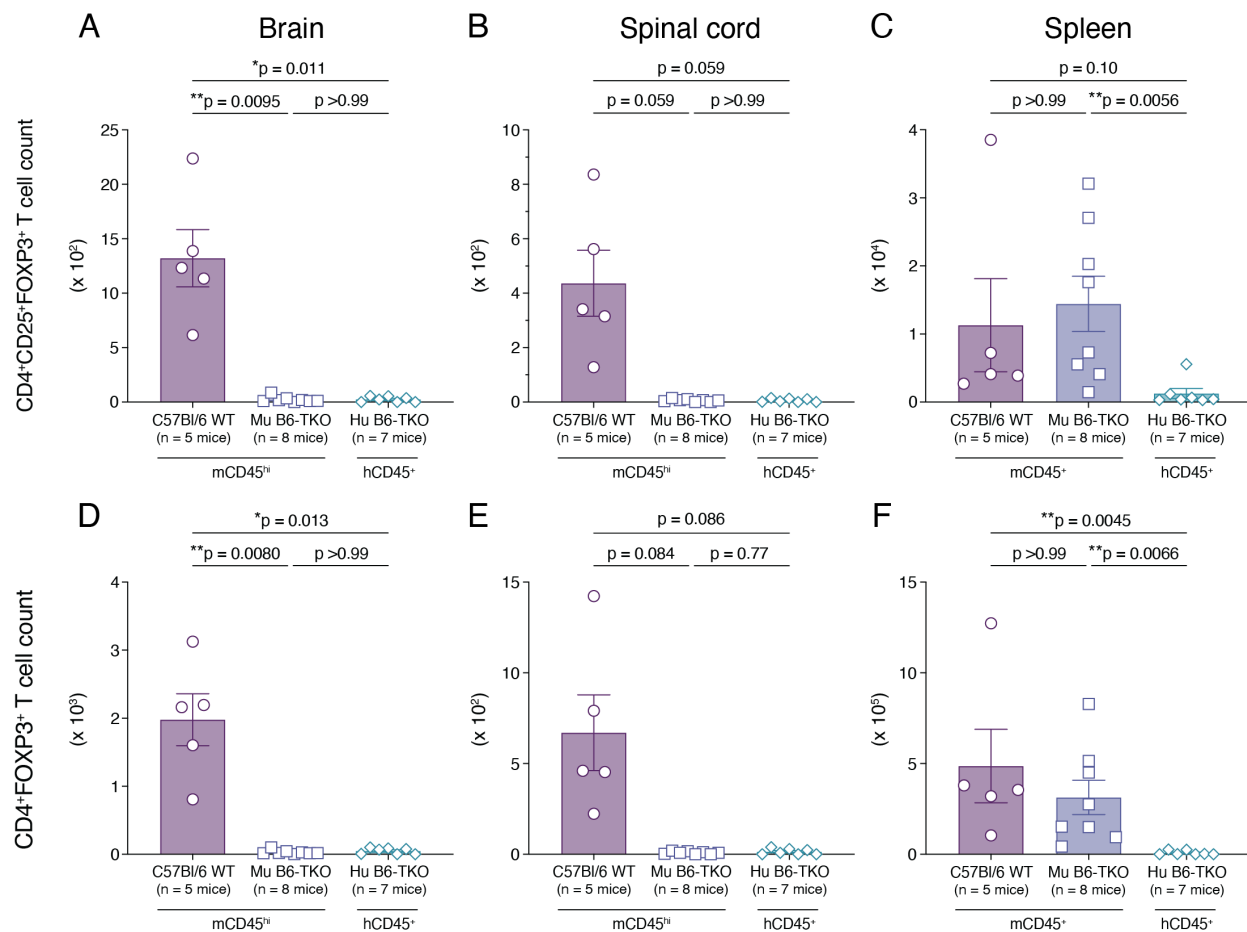 A Brain B Spinal cord C Spleen
*p = 0.011 p = 0.059 p = 0.10
**p = 0.0095 p >0.99 p = 0.059 p >0.99 p >0.99 **p = 0.0056
CD4⁺CD25⁺FOXP3⁺ T cell count
(x 10²)
25
20
15
10
5
0
(x 10²)
10
8
6
4
2
0
(x 10⁴)
4
3
2
1
0
C57Bl/6 WT Mu B6-TKO Hu B6-TKO C57Bl/6 WT Mu B6-TKO Hu B6-TKO C57Bl/6 WT Mu B6-TKO Hu B6-TKO
(n = 5 mice) (n = 8 mice) (n = 7 mice) (n = 5 mice) (n = 8 mice) (n = 7 mice) (n = 5 mice) (n = 8 mice) (n = 7 mice)
mCD45ʰⁱ hCD45⁺ mCD45ʰⁱ hCD45⁺ mCD45⁺ hCD45⁺
D E F
*p = 0.013 p = 0.086 **p = 0.0045
**p = 0.0080 p >0.99 p = 0.084 p = 0.77 p >0.99 **p = 0.0066
CD4⁺FOXP3⁺ T cell count
(x 10³)
4
3
2
1
0
(x 10²)
15
10
5
0
(x 10⁵)
15
10
5
0
C57Bl/6 WT Mu B6-TKO Hu B6-TKO C57Bl/6 WT Mu B6-TKO Hu B6-TKO C57Bl/6 WT Mu B6-TKO Hu B6-TKO
(n = 5 mice) (n = 8 mice) (n = 7 mice) (n = 5 mice) (n = 8 mice) (n = 7 mice) (n = 5 mice) (n = 8 mice) (n = 7 mice)
mCD45ʰⁱ hCD45⁺ mCD45ʰⁱ hCD45⁺ mCD45⁺ hCD45⁺